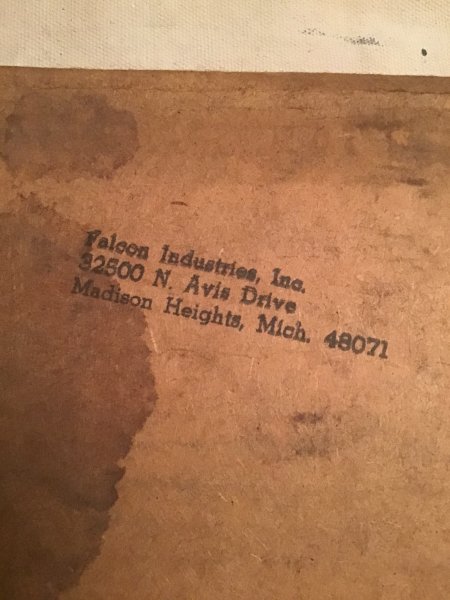 Falcon Industries, Inc.
32500 N. Avis Drive
Madison Heights, Mich. 48071